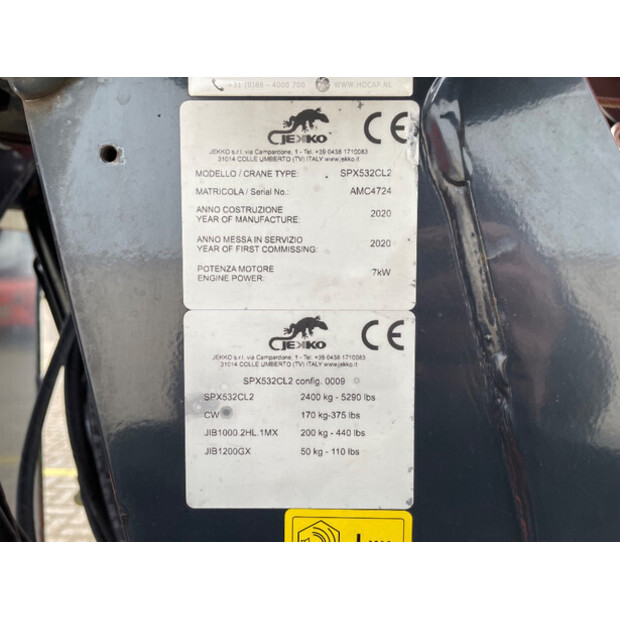 +31 (0)88 - 4000 700 WWW.HOCAP.NL
JEKKO CE
JEKKO s.r.l. via Campardone, 1 - Tel. +39 0438 1710083
31014 COLLE UMBERTO (TV) ITALY www.jekko.it
MODELLO / CRANE TYPE: SPX532CL2
MATRICOLA / Serial No.: AMC4724
ANNO COSTRUZIONE
YEAR OF MANUFACTURE: 2020
ANNO MESSA IN SERVIZIO
YEAR OF FIRST COMMISSING: 2020
POTENZA MOTORE
ENGINE POWER: 7kW
JEKKO CE
JEKKO s.r.l. via Campardone, 1 - Tel. +39 0438 1710083
31014 COLLE UMBERTO (TV) ITALY www.jekko.it
SPX532CL2 config. 0009
SPX532CL2 2400 kg - 5290 lbs
CW 170 kg-375 lbs
JIB1000.2HL.1MX 200 kg - 440 lbs
JIB1200GX 50 kg - 110 lbs